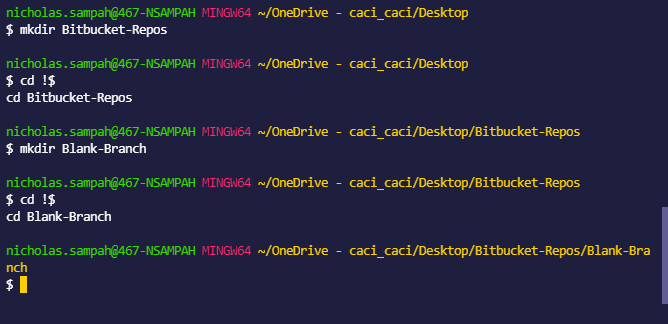 nicholas.sampah@467-NSAMPAH MINGW64 ~/OneDrive - caci_caci/Desktop
$ mkdir Bitbucket-Repos
nicholas.sampah@467-NSAMPAH MINGW64 ~/OneDrive - caci_caci/Desktop
$ cd !$
cd Bitbucket-Repos
nicholas.sampah@467-NSAMPAH MINGW64 ~/OneDrive - caci_caci/Desktop/Bitbucket-Repos
$ mkdir Blank-Branch
nicholas.sampah@467-NSAMPAH MINGW64 ~/OneDrive - caci_caci/Desktop/Bitbucket-Repos
$ cd !$
cd Blank-Branch
nicholas.sampah@467-NSAMPAH MINGW64 ~/OneDrive - caci_caci/Desktop/Bitbucket-Repos/Blank-Bra
nch
$